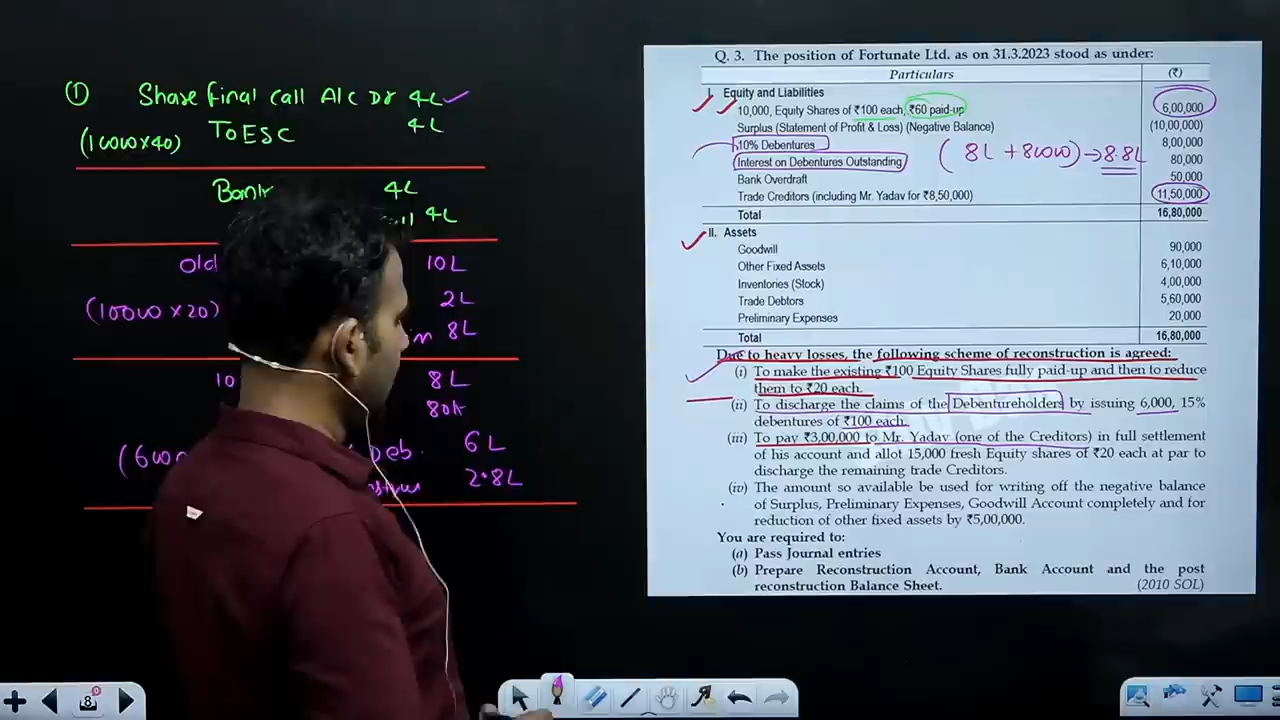 ① Share final call A/c Dr 4L ✓
(10000×40) To ESC 4L
Bank 4L
4L
Old 10L
(10000×20) 2L
8L
10 8L
80k
Deb. 6L
2.8L
Q. 3. The position of Fortunate Ltd. as on 31.3.2023 stood as under:
Particulars (₹)
I. Equity and Liabilities
10,000, Equity Shares of ₹100 each, ₹60 paid-up 6,00,000
Surplus (Statement of Profit & Loss) (Negative Balance) (10,00,000)
10% Debentures 8,00,000
Interest on Debentures Outstanding 80,000
(8L + 80000) → 8.8L
Bank Overdraft 50,000
Trade Creditors (including Mr. Yadav for ₹8,50,000) 11,50,000
Total 16,80,000
II. Assets
Goodwill 90,000
Other Fixed Assets 6,10,000
Inventories (Stock) 4,00,000
Trade Debtors 5,60,000
Preliminary Expenses 20,000
Total 16,80,000
Due to heavy losses, the following scheme of reconstruction is agreed:
(i) To make the existing ₹100 Equity Shares fully paid-up and then to reduce
them to ₹20 each.
(ii) To discharge the claims of the Debentureholders by issuing 6,000, 15%
debentures of ₹100 each.
(iii) To pay ₹3,00,000 to Mr. Yadav (one of the Creditors) in full settlement
of his account and allot 15,000 fresh Equity shares of ₹20 each at par to
discharge the remaining trade Creditors.
(iv) The amount so available be used for writing off the negative balance
of Surplus, Preliminary Expenses, Goodwill Account completely and for
reduction of other fixed assets by ₹5,00,000.
You are required to:
(a) Pass Journal entries
(b) Prepare Reconstruction Account, Bank Account and the post
reconstruction Balance Sheet. (2010 SOL)
8